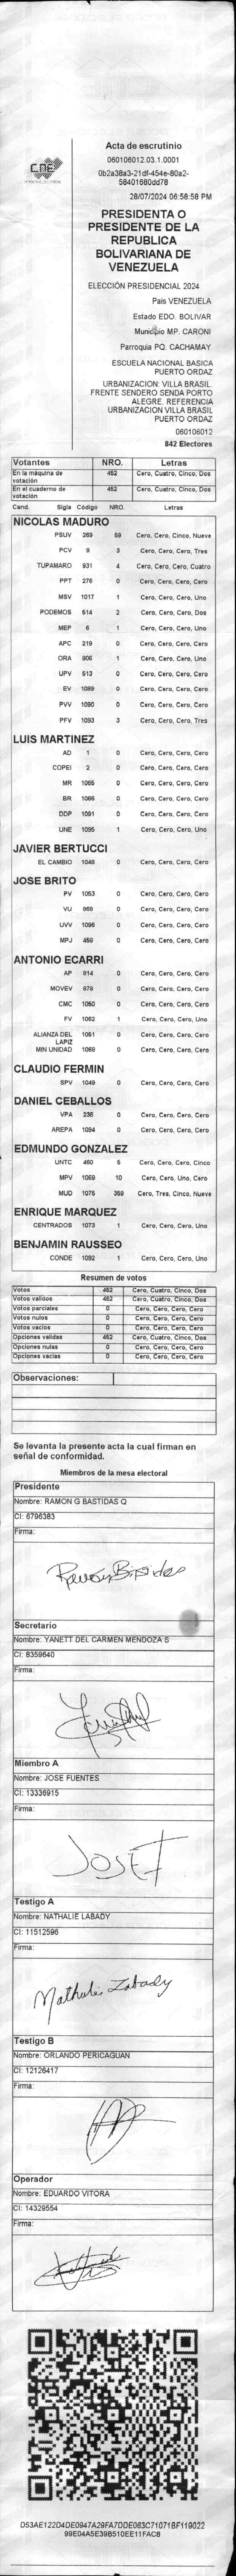 CNE
Acta de escrutinio
060106012.03.1.0001
0b2a38a3-21df-454e-80a2-
58401680dd78
28/07/2024 06:58:58 PM
PRESIDENTA O
PRESIDENTE DE LA
REPUBLICA
BOLIVARIANA DE
VENEZUELA
ELECCIÓN PRESIDENCIAL 2024
Pais VENEZUELA
Estado EDO. BOLIVAR
Municipio MP. CARONI
Parroquia PQ. CACHAMAY
ESCUELA NACIONAL BASICA
PUERTO ORDAZ
URBANIZACION: VILLA BRASIL.
FRENTE SENDERO SENDA PORTO
ALEGRE. REFERENCIA
URBANIZACION VILLA BRASIL
PUERTO ORDAZ
060106012
842 Electores
Votantes NRO. Letras
En la máquina de votación 452 Cero, Cuatro, Cinco, Dos
En el cuaderno de votación 452 Cero, Cuatro, Cinco, Dos
Cand. Sigla Código NRO. Letras
NICOLAS MADURO
PSUV 269 59 Cero, Cero, Cinco, Nueve
PCV 9 3 Cero, Cero, Cero, Tres
TUPAMARO 931 4 Cero, Cero, Cero, Cuatro
PPT 276 0 Cero, Cero, Cero, Cero
MSV 1017 1 Cero, Cero, Cero, Uno
PODEMOS 514 2 Cero, Cero, Cero, Dos
MEP 6 1 Cero, Cero, Cero, Uno
APC 219 0 Cero, Cero, Cero, Cero
ORA 906 1 Cero, Cero, Cero, Uno
UPV 513 0 Cero, Cero, Cero, Cero
EV 1089 0 Cero, Cero, Cero, Cero
PVV 1090 0 Cero, Cero, Cero, Cero
PFV 1093 3 Cero, Cero, Cero, Tres
LUIS MARTINEZ
AD 1 0 Cero, Cero, Cero, Cero
COPEI 2 0 Cero, Cero, Cero, Cero
MR 1065 0 Cero, Cero, Cero, Cero
BR 1066 0 Cero, Cero, Cero, Cero
DDP 1091 0 Cero, Cero, Cero, Cero
UNE 1095 1 Cero, Cero, Cero, Uno
JAVIER BERTUCCI
EL CAMBIO 1048 0 Cero, Cero, Cero, Cero
JOSE BRITO
PV 1053 0 Cero, Cero, Cero, Cero
VU 968 0 Cero, Cero, Cero, Cero
UVV 1096 0 Cero, Cero, Cero, Cero
MPJ 459 0 Cero, Cero, Cero, Cero
ANTONIO ECARRI
AP 814 0 Cero, Cero, Cero, Cero
MOVEV 978 0 Cero, Cero, Cero, Cero
CMC 1050 0 Cero, Cero, Cero, Cero
FV 1062 1 Cero, Cero, Cero, Uno
ALIANZA DEL LAPIZ 1051 0 Cero, Cero, Cero, Cero
MIN UNIDAD 1068 0 Cero, Cero, Cero, Cero
CLAUDIO FERMIN
SPV 1049 0 Cero, Cero, Cero, Cero
DANIEL CEBALLOS
VPA 236 0 Cero, Cero, Cero, Cero
AREPA 1094 0 Cero, Cero, Cero, Cero
EDMUNDO GONZALEZ
UNTC 460 5 Cero, Cero, Cero, Cinco
MPV 1069 10 Cero, Cero, Uno, Cero
MUD 1075 359 Cero, Tres, Cinco, Nueve
ENRIQUE MARQUEZ
CENTRADOS 1073 1 Cero, Cero, Cero, Uno
BENJAMIN RAUSSEO
CONDE 1092 1 Cero, Cero, Cero, Uno
Resumen de votos
Votos 452 Cero, Cuatro, Cinco, Dos
Votos validos 452 Cero, Cuatro, Cinco, Dos
Votos parciales 0 Cero, Cero, Cero, Cero
Votos nulos 0 Cero, Cero, Cero, Cero
Votos vacios 0 Cero, Cero, Cero, Cero
Opciones validas 452 Cero, Cuatro, Cinco, Dos
Opciones nulas 0 Cero, Cero, Cero, Cero
Opciones vacias 0 Cero, Cero, Cero, Cero
Observaciones:
Se levanta la presente acta la cual firman en
señal de conformidad.
Miembros de la mesa electoral
Presidente
Nombre: RAMON G BASTIDAS Q
CI: 6796383
Firma:
Secretario
Nombre: YANETT DEL CARMEN MENDOZA S
CI: 8359640
Firma:
Miembro A
Nombre: JOSE FUENTES
CI: 13336915
Firma:
JOSE F
Testigo A
Nombre: NATHALIE LABADY
CI: 11512596
Firma:
Nathalie Labady
Testigo B
Nombre: ORLANDO PERICAGUAN
CI: 12126417
Firma:
Operador
Nombre: EDUARDO VITORA
CI: 14329554
Firma:
D53AE122D4DE0947A29FA7DDE063C71071BF119022
99E04A5E39B510EE11FAC8